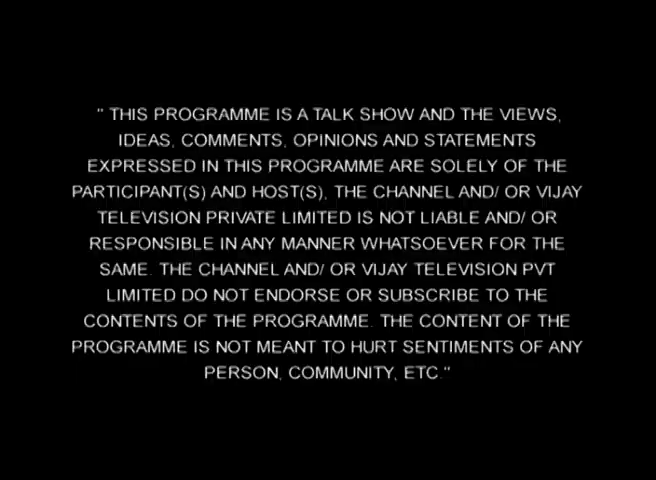 " THIS PROGRAMME IS A TALK SHOW AND THE VIEWS,
IDEAS, COMMENTS, OPINIONS AND STATEMENTS
EXPRESSED IN THIS PROGRAMME ARE SOLELY OF THE
PARTICIPANT(S) AND HOST(S), THE CHANNEL AND/ OR VIJAY
TELEVISION PRIVATE LIMITED IS NOT LIABLE AND/ OR
RESPONSIBLE IN ANY MANNER WHATSOEVER FOR THE
SAME. THE CHANNEL AND/ OR VIJAY TELEVISION PVT
LIMITED DO NOT ENDORSE OR SUBSCRIBE TO THE
CONTENTS OF THE PROGRAMME. THE CONTENT OF THE
PROGRAMME IS NOT MEANT TO HURT SENTIMENTS OF ANY
PERSON, COMMUNITY, ETC."